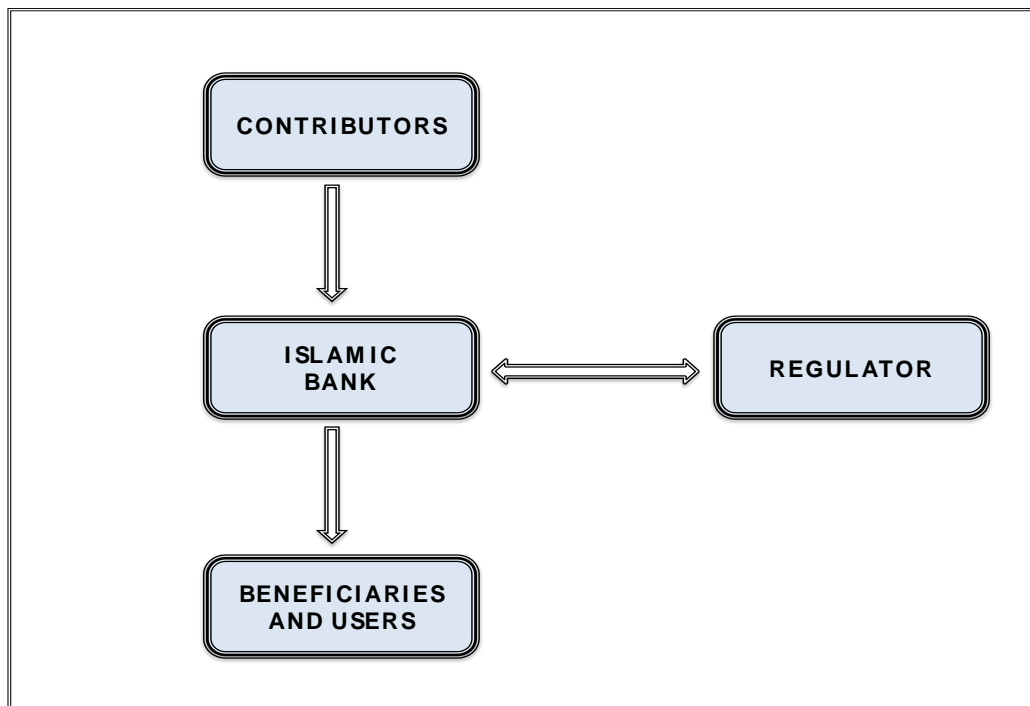 CONTRIBUTORS
ISLAMIC
BANK
REGULATOR
BENEFICIARIES
AND USERS